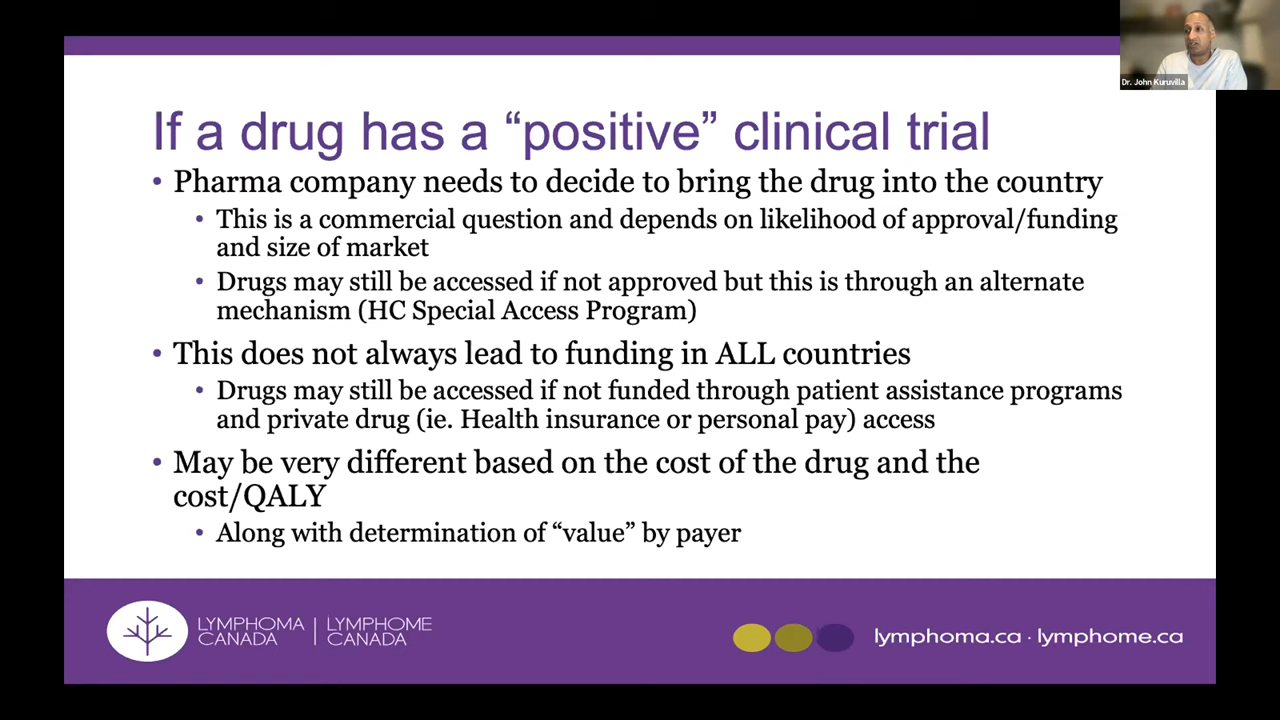 Dr. John Kuruvilla
If a drug has a “positive” clinical trial
• Pharma company needs to decide to bring the drug into the country
• This is a commercial question and depends on likelihood of approval/funding
and size of market
• Drugs may still be accessed if not approved but this is through an alternate
mechanism (HC Special Access Program)
• This does not always lead to funding in ALL countries
• Drugs may still be accessed if not funded through patient assistance programs
and private drug (ie. Health insurance or personal pay) access
• May be very different based on the cost of the drug and the
cost/QALY
• Along with determination of “value” by payer
LYMPHOMA | LYMPHOME
CANADA | CANADA
lymphoma.ca · lymphome.ca